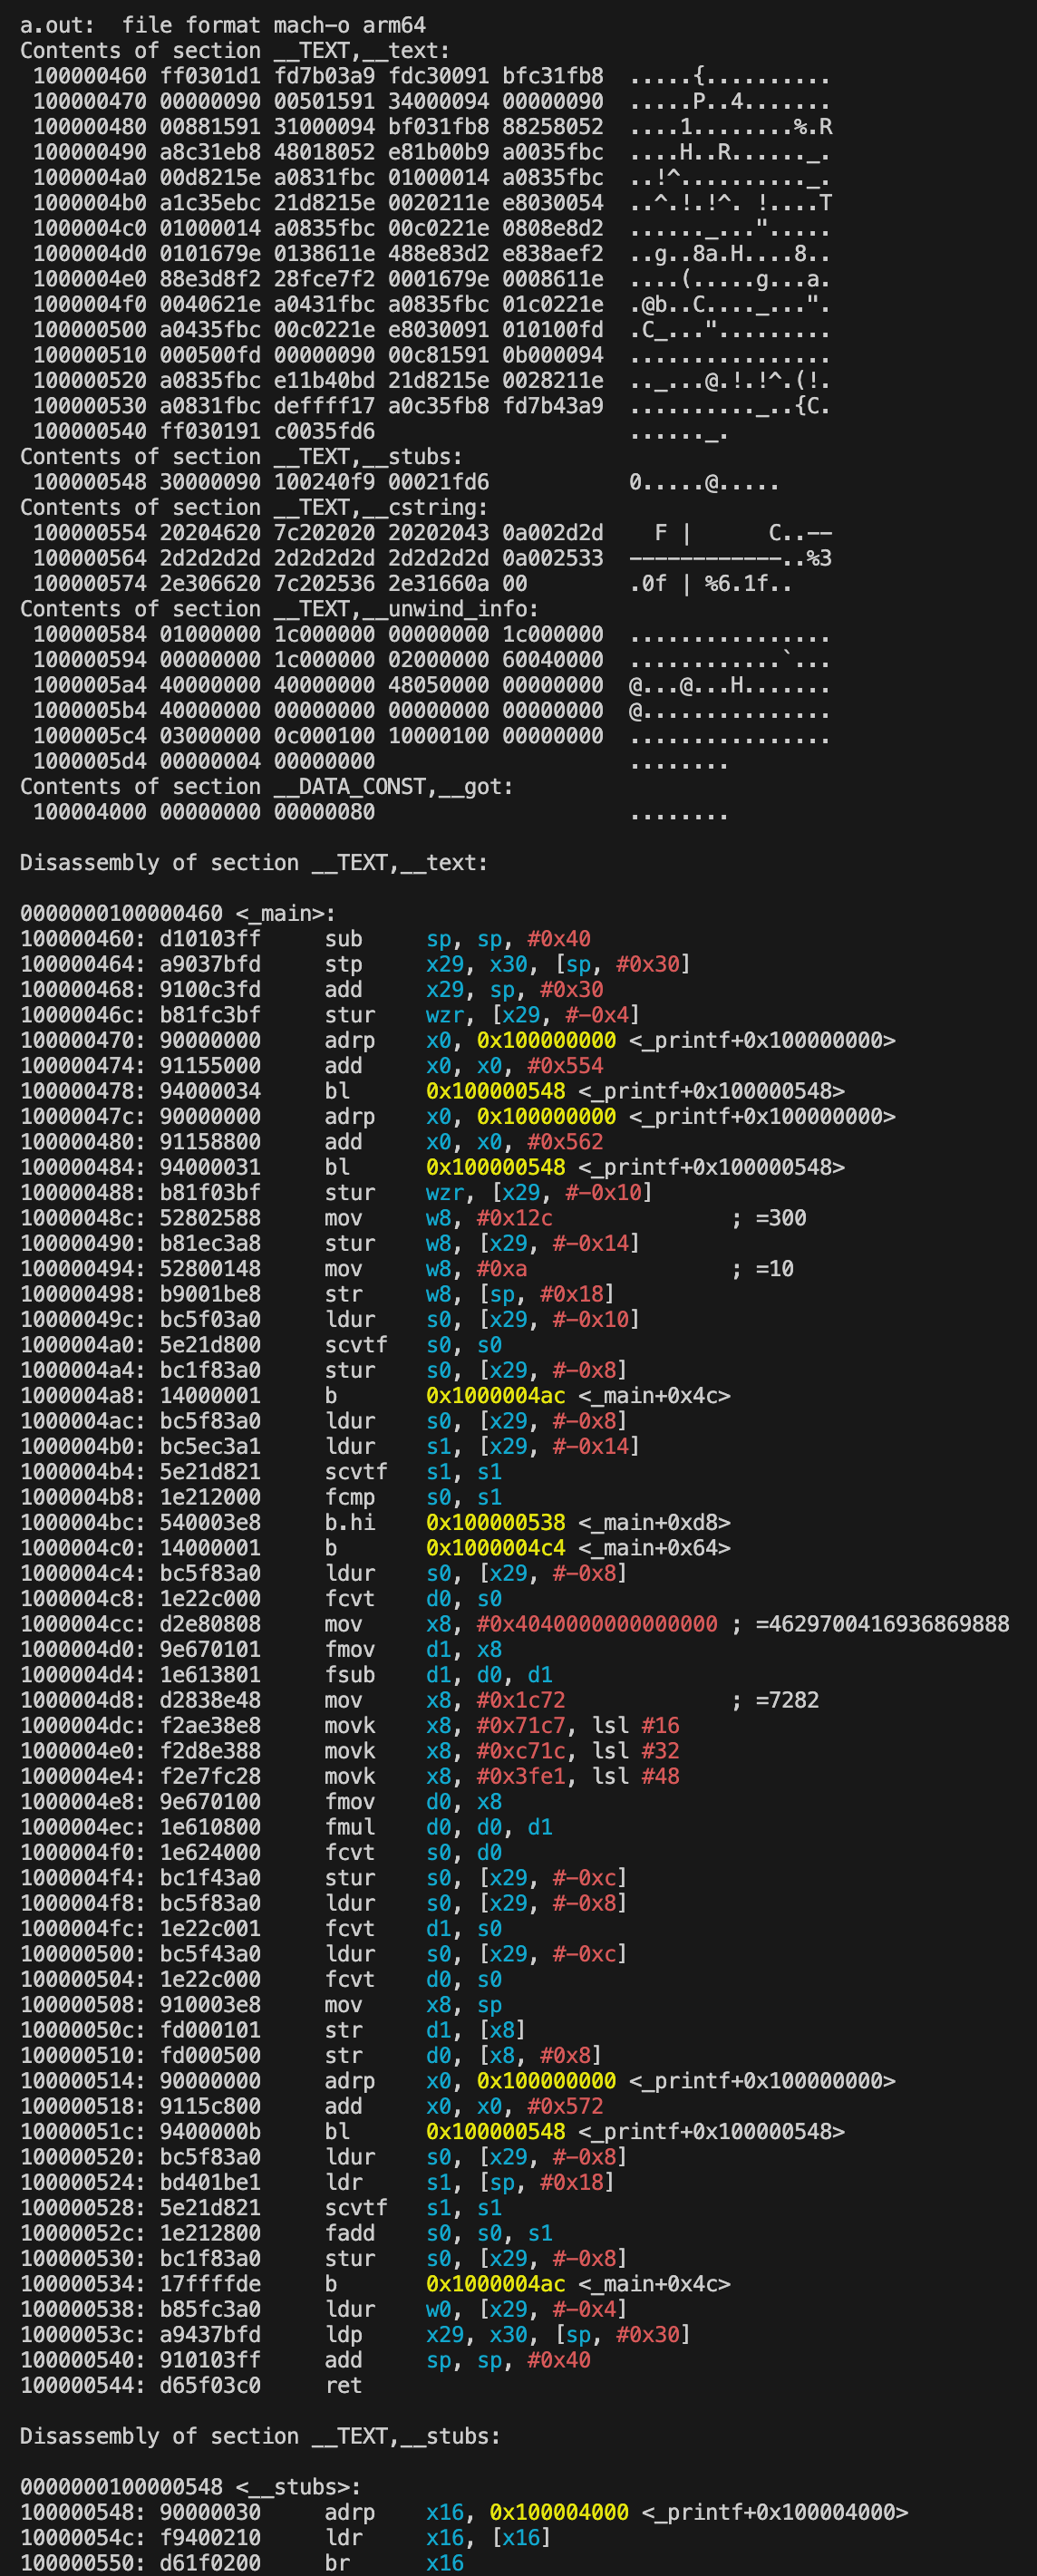 a.out:  file format mach-o arm64
Contents of section __TEXT,__text:
 100000460 ff0301d1 fd7b03a9 fdc30091 bfc31fb8  .....{..........
 100000470 00000090 00501591 34000094 00000090  .....P..4.......
 100000480 00881591 31000094 bf031fb8 88258052  ....1........%.R
 100000490 a8c31eb8 48018052 e81b00b9 a0035fbc  ....H..R......_.
 1000004a0 00d8215e a0831fbc 01000014 a0835fbc  ..!^.........._.
 1000004b0 a1c35ebc 21d8215e 0020211e e8030054  ..^.!.!^. !....T
 1000004c0 01000014 a0835fbc 00c0221e 0808e8d2  ......_...".....
 1000004d0 0101679e 0138611e 488e83d2 e838aef2  ..g..8a.H....8..
 1000004e0 88e3d8f2 28fce7f2 0001679e 0008611e  ....(.....g...a.
 1000004f0 0040621e a0431fbc a0835fbc 01c0221e  .@b..C...._...".
 100000500 a0435fbc 00c0221e e8030091 010100fd  .C_...".........
 100000510 000500fd 00000090 00c81591 0b000094  ................
 100000520 a0835fbc e11b40bd 21d8215e 0028211e  .._...@.!.!^.(!.
 100000530 a0831fbc deffff17 a0c35fb8 fd7b43a9  .........._..{C.
 100000540 ff030191 c0035fd6                    ......_.
Contents of section __TEXT,__stubs:
 100000548 30000090 100240f9 00021fd6           0.....@.....
Contents of section __TEXT,__cstring:
 100000554 20204620 7c202020 20202043 0a002d2d    F |      C..--
 100000564 2d2d2d2d 2d2d2d2d 2d2d2d2d 0a002533  ------------..%3
 100000574 2e306620 7c202536 2e31660a 00        .0f | %6.1f..
Contents of section __TEXT,__unwind_info:
 100000584 01000000 1c000000 00000000 1c000000  ................
 100000594 00000000 1c000000 02000000 60040000  ............`...
 1000005a4 40000000 40000000 48050000 00000000  @...@...H.......
 1000005b4 40000000 00000000 00000000 00000000  @...............
 1000005c4 03000000 0c000100 10000100 00000000  ................
 1000005d4 00000004 00000000                    ........
Contents of section __DATA_CONST,__got:
 100004000 00000000 00000080                    ........
Disassembly of section __TEXT,__text:
0000000100000460 <_main>:
100000460: d10103ff     sub     sp, sp, #0x40
100000464: a9037bfd     stp     x29, x30, [sp, #0x30]
100000468: 9100c3fd     add     x29, sp, #0x30
10000046c: b81fc3bf     stur    wzr, [x29, #-0x4]
100000470: 90000000     adrp    x0, 0x100000000 <_printf+0x100000000>
100000474: 91155000     add     x0, x0, #0x554
100000478: 94000034     bl      0x100000548 <_printf+0x100000548>
10000047c: 90000000     adrp    x0, 0x100000000 <_printf+0x100000000>
100000480: 91158800     add     x0, x0, #0x562
100000484: 94000031     bl      0x100000548 <_printf+0x100000548>
100000488: b81f03bf     stur    wzr, [x29, #-0x10]
10000048c: 52802588     mov     w8, #0x12c              ; =300
100000490: b81ec3a8     stur    w8, [x29, #-0x14]
100000494: 52800148     mov     w8, #0xa                ; =10
100000498: b9001be8     str     w8, [sp, #0x18]
10000049c: bc5f03a0     ldur    s0, [x29, #-0x10]
1000004a0: 5e21d800     scvtf   s0, s0
1000004a4: bc1f83a0     stur    s0, [x29, #-0x8]
1000004a8: 14000001     b       0x1000004ac <_main+0x4c>
1000004ac: bc5f83a0     ldur    s0, [x29, #-0x8]
1000004b0: bc5ec3a1     ldur    s1, [x29, #-0x14]
1000004b4: 5e21d821     scvtf   s1, s1
1000004b8: 1e212000     fcmp    s0, s1
1000004bc: 540003e8     b.hi    0x100000538 <_main+0xd8>
1000004c0: 14000001     b       0x1000004c4 <_main+0x64>
1000004c4: bc5f83a0     ldur    s0, [x29, #-0x8]
1000004c8: 1e22c000     fcvt    d0, s0
1000004cc: d2e80808     mov     x8, #0x4040000000000000 ; =4629700416936869888
1000004d0: 9e670101     fmov    d1, x8
1000004d4: 1e613801     fsub    d1, d0, d1
1000004d8: d2838e48     mov     x8, #0x1c72             ; =7282
1000004dc: f2ae38e8     movk    x8, #0x71c7, lsl #16
1000004e0: f2d8e388     movk    x8, #0xc71c, lsl #32
1000004e4: f2e7fc28     movk    x8, #0x3fe1, lsl #48
1000004e8: 9e670100     fmov    d0, x8
1000004ec: 1e610800     fmul    d0, d0, d1
1000004f0: 1e624000     fcvt    s0, d0
1000004f4: bc1f43a0     stur    s0, [x29, #-0xc]
1000004f8: bc5f83a0     ldur    s0, [x29, #-0x8]
1000004fc: 1e22c001     fcvt    d1, s0
100000500: bc5f43a0     ldur    s0, [x29, #-0xc]
100000504: 1e22c000     fcvt    d0, s0
100000508: 910003e8     mov     x8, sp
10000050c: fd000101     str     d1, [x8]
100000510: fd000500     str     d0, [x8, #0x8]
100000514: 90000000     adrp    x0, 0x100000000 <_printf+0x100000000>
100000518: 9115c800     add     x0, x0, #0x572
10000051c: 9400000b     bl      0x100000548 <_printf+0x100000548>
100000520: bc5f83a0     ldur    s0, [x29, #-0x8]
100000524: bd401be1     ldr     s1, [sp, #0x18]
100000528: 5e21d821     scvtf   s1, s1
10000052c: 1e212800     fadd    s0, s0, s1
100000530: bc1f83a0     stur    s0, [x29, #-0x8]
100000534: 17ffffde     b       0x1000004ac <_main+0x4c>
100000538: b85fc3a0     ldur    w0, [x29, #-0x4]
10000053c: a9437bfd     ldp     x29, x30, [sp, #0x30]
100000540: 910103ff     add     sp, sp, #0x40
100000544: d65f03c0     ret
Disassembly of section __TEXT,__stubs:
0000000100000548 <__stubs>:
100000548: 90000030     adrp    x16, 0x100004000 <_printf+0x100004000>
10000054c: f9400210     ldr     x16, [x16]
100000550: d61f0200     br      x16